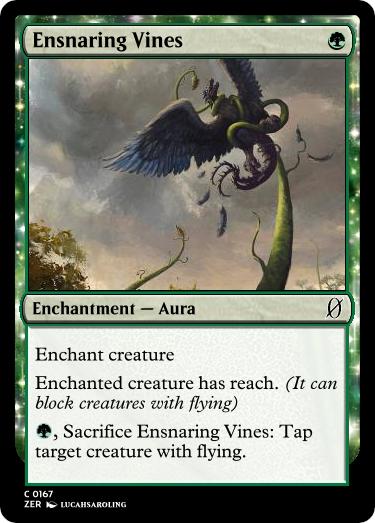 Ensnaring Vines
Enchantment — Aura
Enchant creature
Enchanted creature has reach. (It can
block creatures with flying)
, Sacrifice Ensnaring Vines: Tap
target creature with flying.
C 0167
ZER LUCAHSAROLING